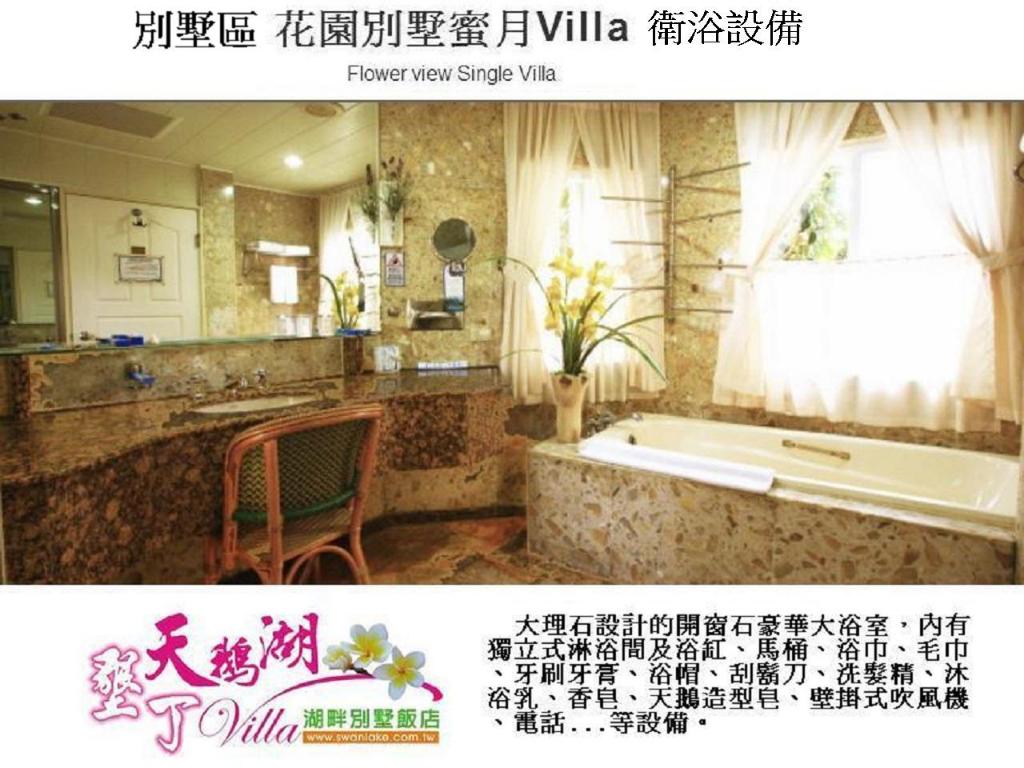 別墅區 花園別墅蜜月Villa 衛浴設備
Flower view Single Villa
墾丁天鵝湖
Villa 湖畔別墅飯店
www.swanlake.com.tw
大理石設計的開窗石豪華大浴室，內有
獨立式淋浴間及浴缸、馬桶、浴巾、毛巾
、牙刷牙膏、浴帽、刮鬍刀、洗髮精、沐
浴乳、香皂、天鵝造型皂、壁掛式吹風機
、電話...等設備。